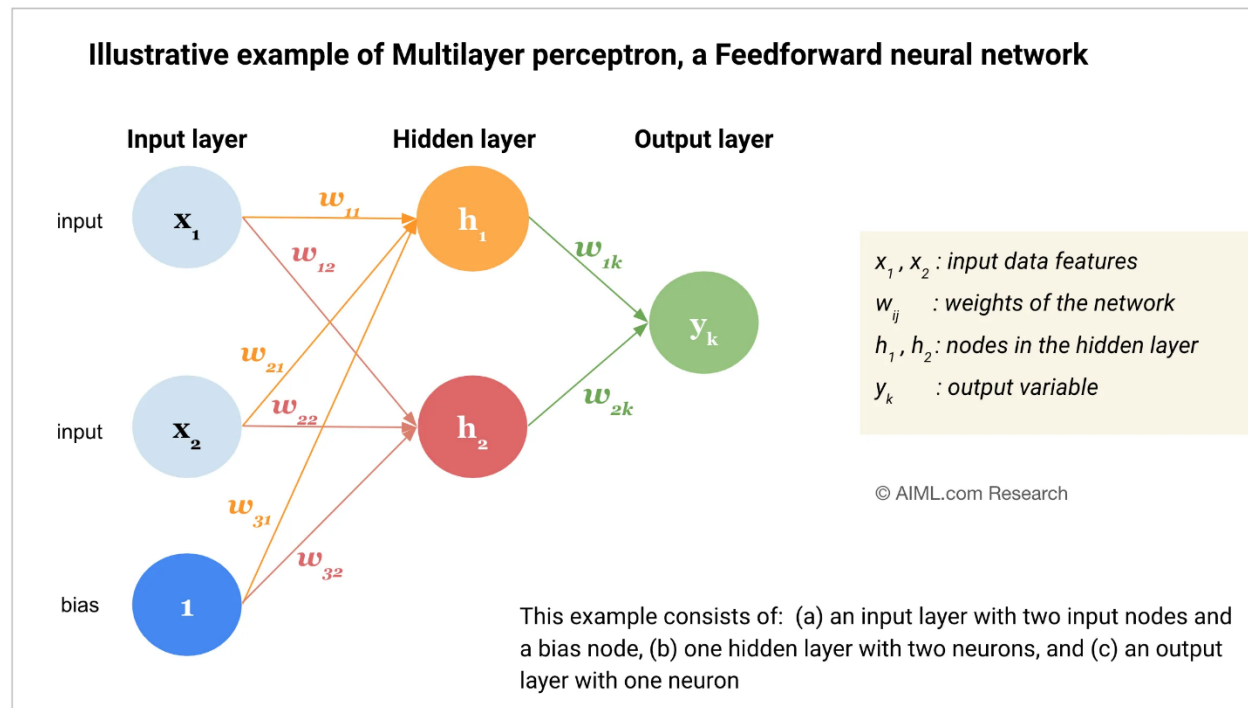 Illustrative example of Multilayer perceptron, a Feedforward neural network
Input layer
Hidden layer
Output layer
input
x₁
w₁₁
h₁
w₁₂
w₁ₖ
yₖ
w₂₁
input
x₂
w₂₂
h₂
w₂ₖ
w₃₁
w₃₂
bias
1
x₁ , x₂ : input data features
wᵢⱼ : weights of the network
h₁ , h₂ : nodes in the hidden layer
yₖ : output variable
© AIML.com Research
This example consists of: (a) an input layer with two input nodes and
a bias node, (b) one hidden layer with two neurons, and (c) an output
layer with one neuron